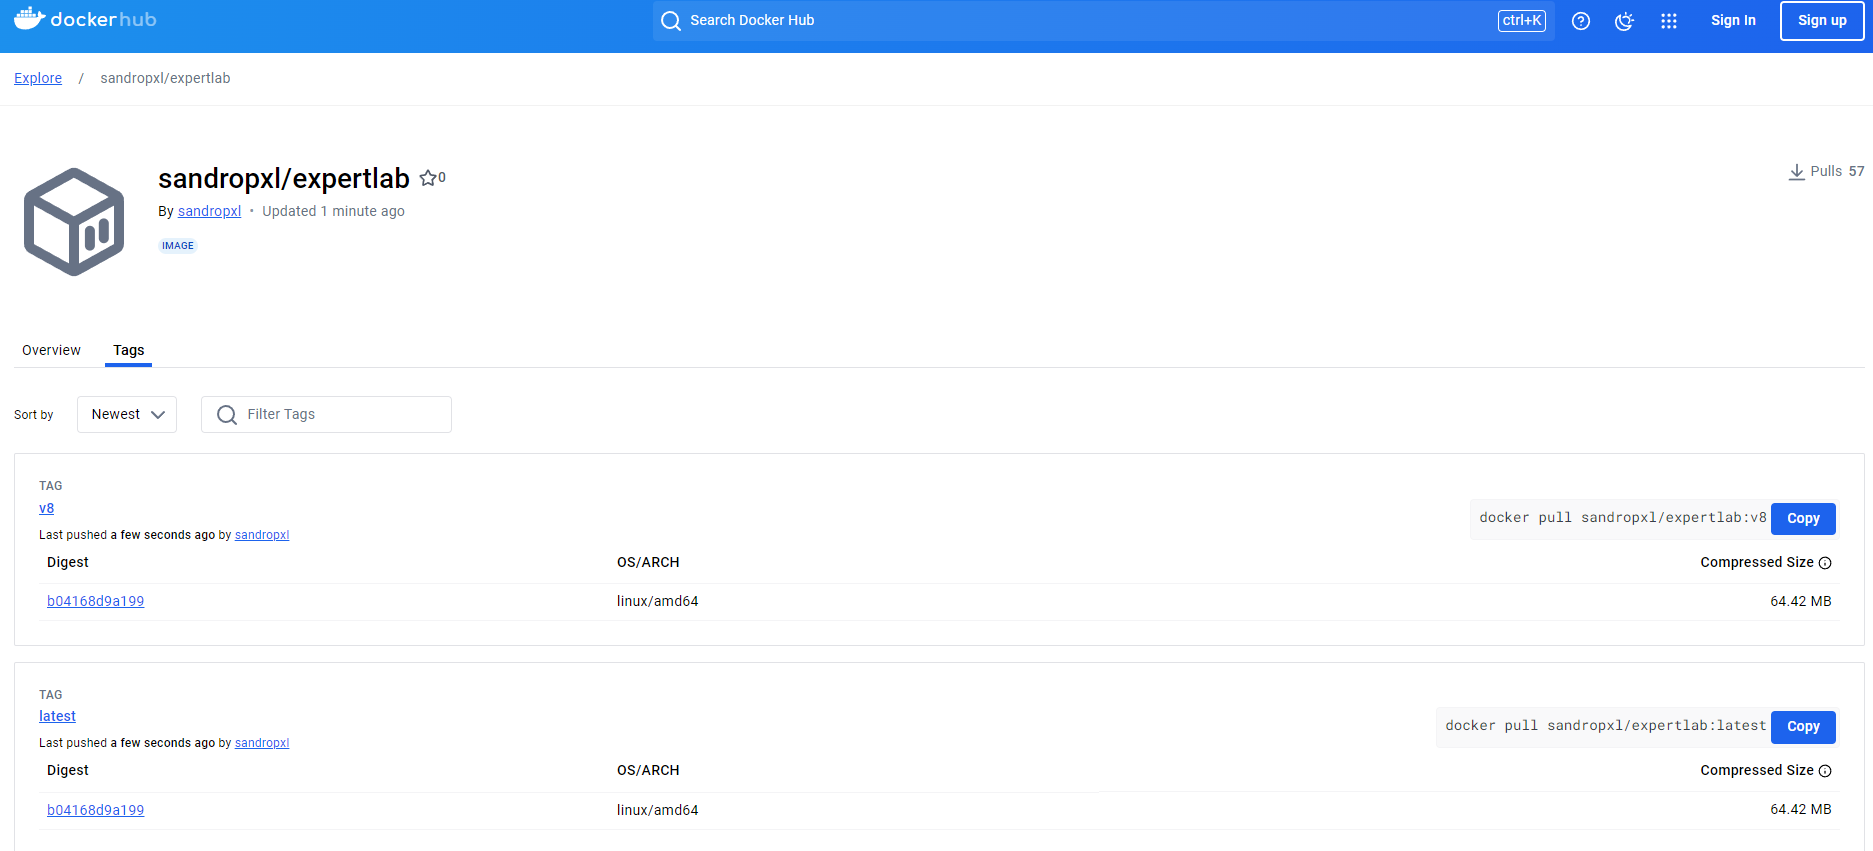 dockerhub
Search Docker Hub
ctrl+K
Sign In
Sign up
Explore / sandropxl/expertlab
sandropxl/expertlab 0
Pulls 57
By sandropxl • Updated 1 minute ago
IMAGE
Overview
Tags
Sort by
Newest
Filter Tags
TAG
v8
docker pull sandropxl/expertlab:v8
Copy
Last pushed a few seconds ago by sandropxl
Digest
OS/ARCH
Compressed Size
b04168d9a199
linux/amd64
64.42 MB
TAG
latest
docker pull sandropxl/expertlab:latest
Copy
Last pushed a few seconds ago by sandropxl
Digest
OS/ARCH
Compressed Size
b04168d9a199
linux/amd64
64.42 MB